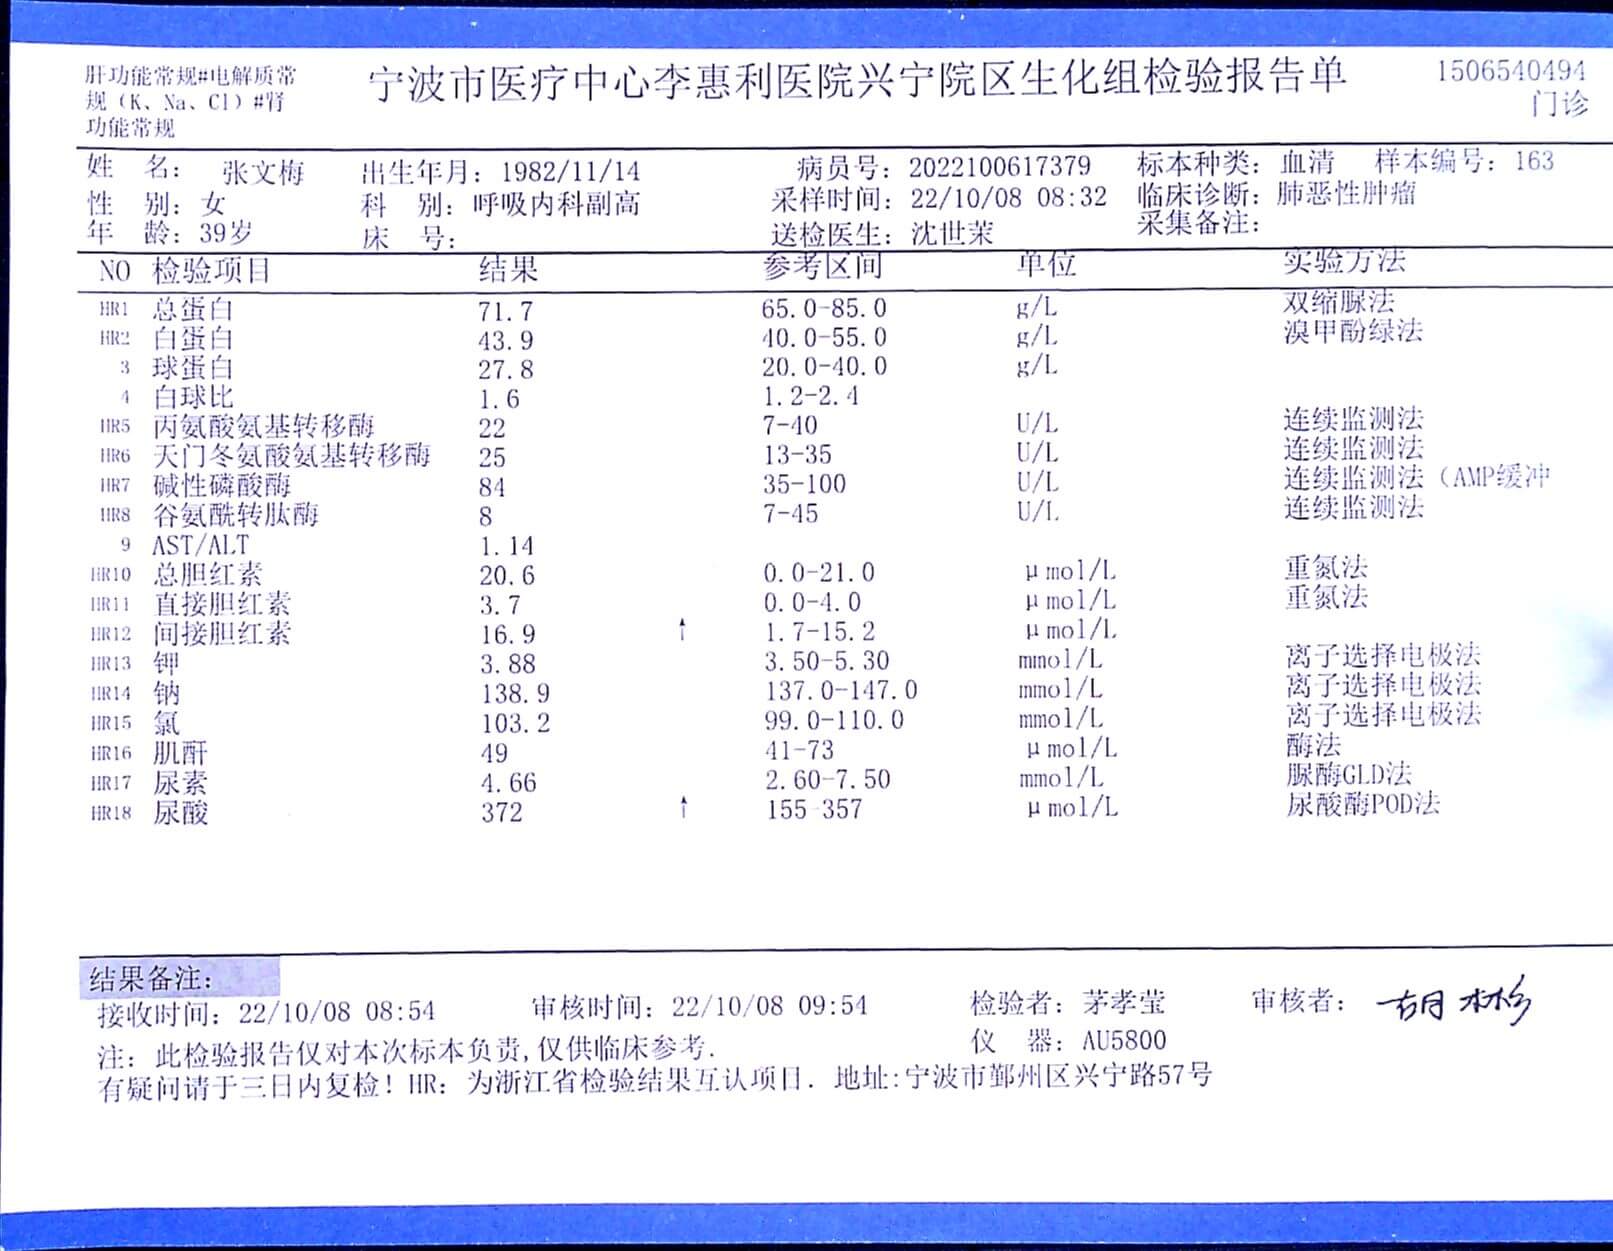 肝功能常规#电解质常
规（K、Na、Cl）#肾
功能常规
宁波市医疗中心李惠利医院兴宁院区生化组检验报告单
1506540494
门诊
姓 名： 张文梅 出生年月：1982/11/14 病员号：2022100617379 标本种类：血清 样本编号：163
性 别：女 科 别：呼吸内科副高 采样时间：22/10/08 08:32 临床诊断：肺恶性肿瘤
年 龄：39岁 床 号： 送检医生：沈世茉 采集备注：
NO 检验项目 结果 参考区间 单位 实验方法
HR1 总蛋白 71.7 65.0-85.0 g/L 双缩脲法
HR2 白蛋白 43.9 40.0-55.0 g/L 溴甲酚绿法
3 球蛋白 27.8 20.0-40.0 g/L
4 白球比 1.6 1.2-2.4
HR5 丙氨酸氨基转移酶 22 7-40 U/L 连续监测法
HR6 天门冬氨酸氨基转移酶 25 13-35 U/L 连续监测法
HR7 碱性磷酸酶 84 35-100 U/L 连续监测法（AMP缓冲
HR8 谷氨酰转肽酶 8 7-45 U/L 连续监测法
9 AST/ALT 1.14
HR10 总胆红素 20.6 0.0-21.0 μmol/L 重氮法
HR11 直接胆红素 3.7 0.0-4.0 μmol/L 重氮法
HR12 间接胆红素 16.9 ↑ 1.7-15.2 μmol/L
HR13 钾 3.88 3.50-5.30 mmol/L 离子选择电极法
HR14 钠 138.9 137.0-147.0 mmol/L 离子选择电极法
HR15 氯 103.2 99.0-110.0 mmol/L 离子选择电极法
HR16 肌酐 49 41-73 μmol/L 酶法
HR17 尿素 4.66 2.60-7.50 mmol/L 脲酶GLD法
HR18 尿酸 372 ↑ 155-357 μmol/L 尿酸酶POD法
结果备注：
接收时间：22/10/08 08:54 审核时间：22/10/08 09:54 检验者：茅孝莹 审核者：胡彬彬
注：此检验报告仅对本次标本负责,仅供临床参考. 仪 器：AU5800
有疑问请于三日内复检！HR：为浙江省检验结果互认项目．地址:宁波市鄞州区兴宁路57号